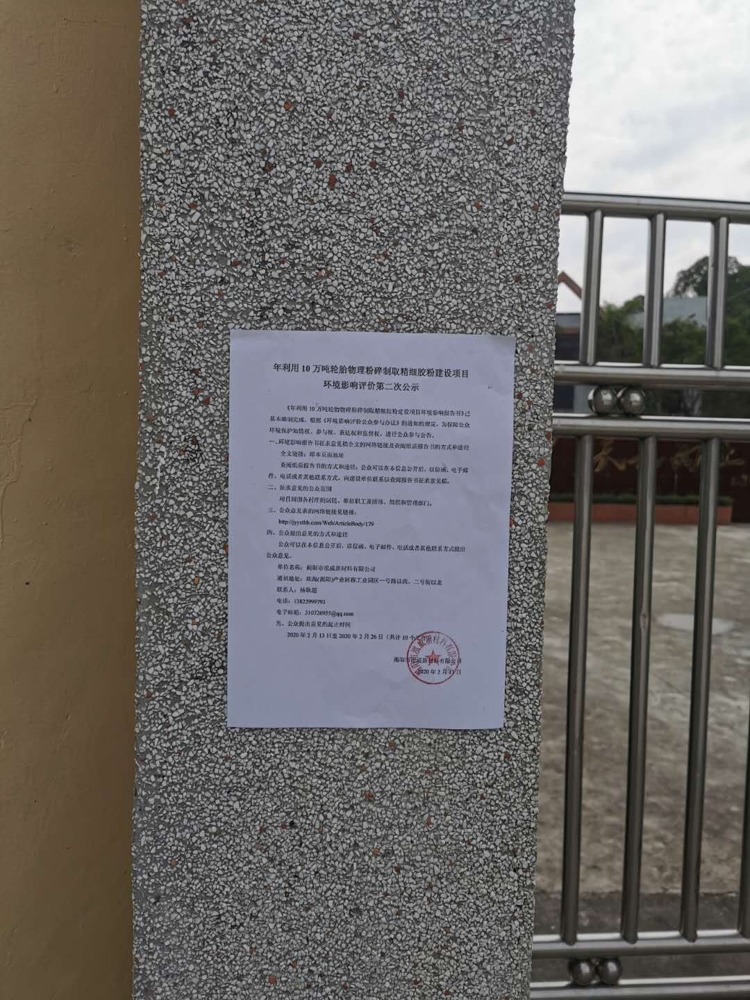 年利用 10 万吨轮胎物理粉碎制取精细胶粉建设项目
环境影响评价第二次公示
《年利用 10 万吨轮胎物理粉碎制取精细胶粉建设项目环境影响报告书》已
基本编制完成，根据《环境影响评价公众参与办法》的通知的规定，为保障公众
环境保护知情权、参与权、表达权和监督权，进行公众参与公告。
一、环境影响报告书征求意见稿全文的网络链接及查阅纸质报告书的方式和途径
全文链接：即本页面地址
查阅纸质报告书的方式和途径：公众可以在本信息公开后，以信函、电子邮
件、电话或者其他联系方式，向建设单位联系以查阅报告书征求意见稿。
二、征求意见的公众范围
项目周围各村庄的居民、单位职工及团体、组织和管理部门。
三、公众意见表的网络链接见链接：
http://jyysthb.com/Web/ArticleBody/179
四、公众提出意见的方式和途径
公众可以在本信息公开后，以信函、电子邮件、电话或者其他联系方式提出
公众意见。
单位名称：揭阳市泓威新材料有限公司
通讯地址：珠海(揭阳)产业转移工业园区一号路以西、二号街以北
联系人：杨耿超
电话：13822999793
电子邮箱：310726955@qq.com
五、公众提出意见的起止时间
2020 年 2 月 13 日至 2020 年 2 月 26 日（共计 10 个工作日）
揭阳市泓威新材料有限公司
2020 年 2 月 13 日